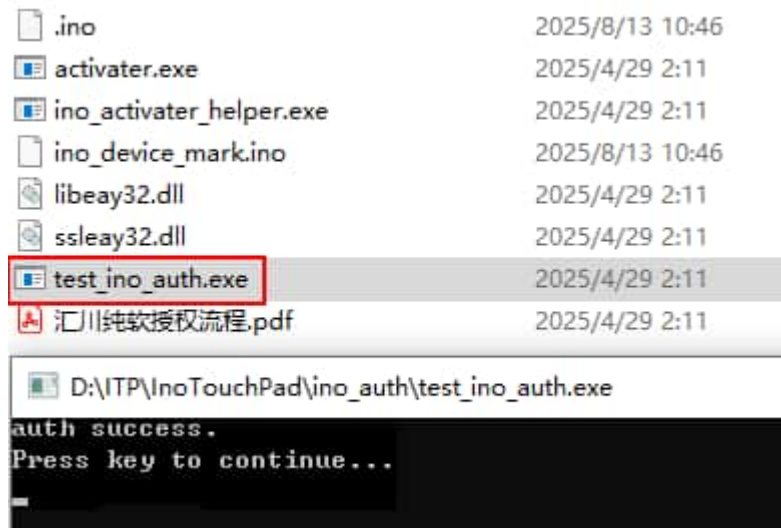 .ino 2025/8/13 10:46
activater.exe 2025/4/29 2:11
ino_activater_helper.exe 2025/4/29 2:11
ino_device_mark.ino 2025/8/13 10:46
libeay32.dll 2025/4/29 2:11
ssleay32.dll 2025/4/29 2:11
test_ino_auth.exe 2025/4/29 2:11
汇川纯软授权流程.pdf 2025/4/29 2:11
D:\ITP\InoTouchPad\ino_auth\test_ino_auth.exe
auth success.
Press key to continue...